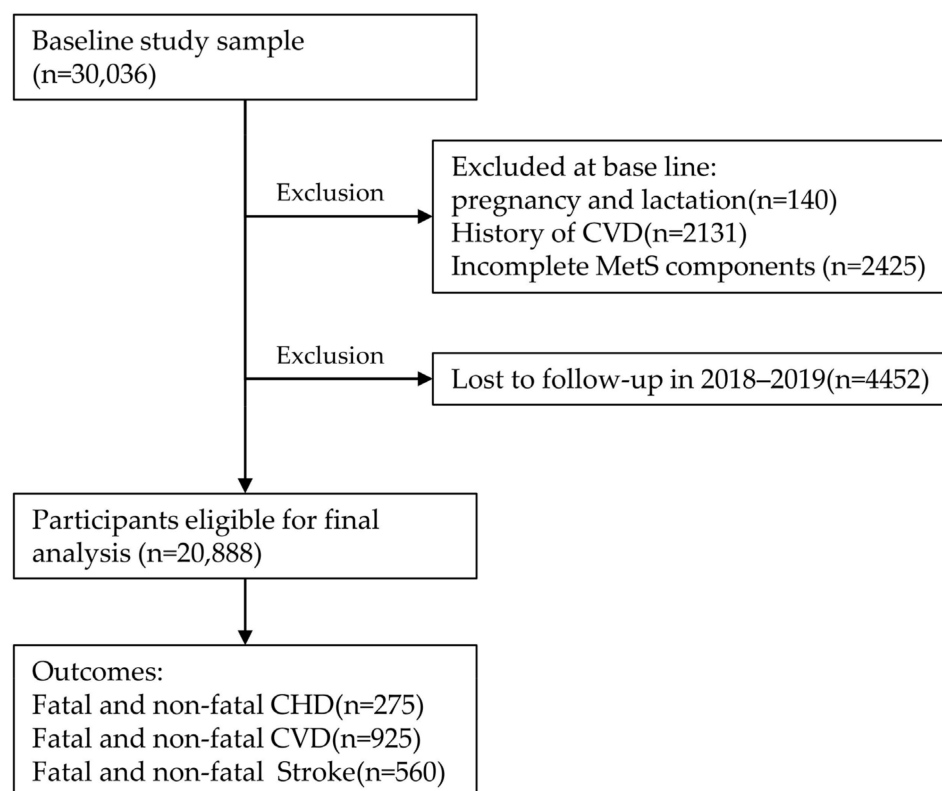 Baseline study sample
(n=30,036)
Exclusion
Excluded at base line:
pregnancy and lactation(n=140)
History of CVD(n=2131)
Incomplete MetS components (n=2425)
Exclusion
Lost to follow-up in 2018–2019(n=4452)
Participants eligible for final
analysis (n=20,888)
Outcomes:
Fatal and non-fatal CHD(n=275)
Fatal and non-fatal CVD(n=925)
Fatal and non-fatal Stroke(n=560)